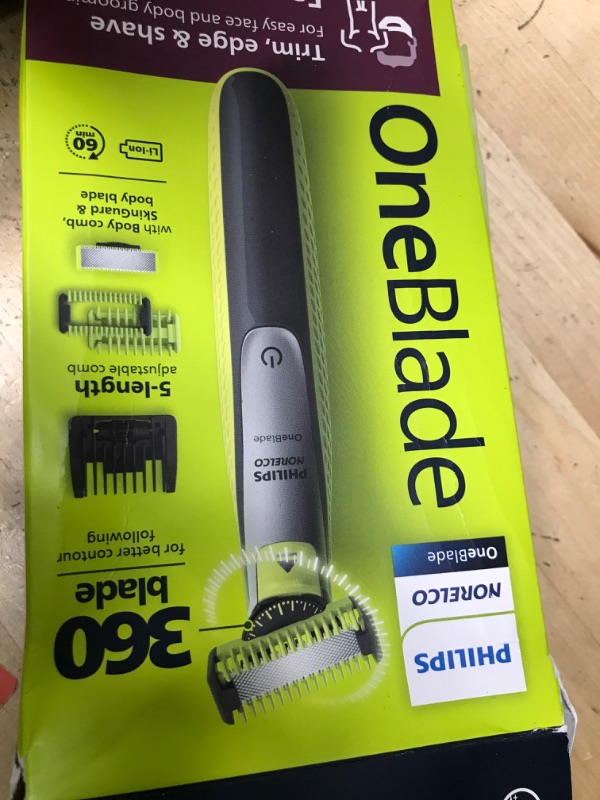 PHILIPS
NORELCO
OneBlade
OneBlade
360
blade
for better contour
following
5-length
adjustable comb
with Body comb,
SkinGuard &
body blade
Li-Ion
60
min
PHILIPS
NORELCO
OneBlade
Trim, edge & shave
For easy face and body